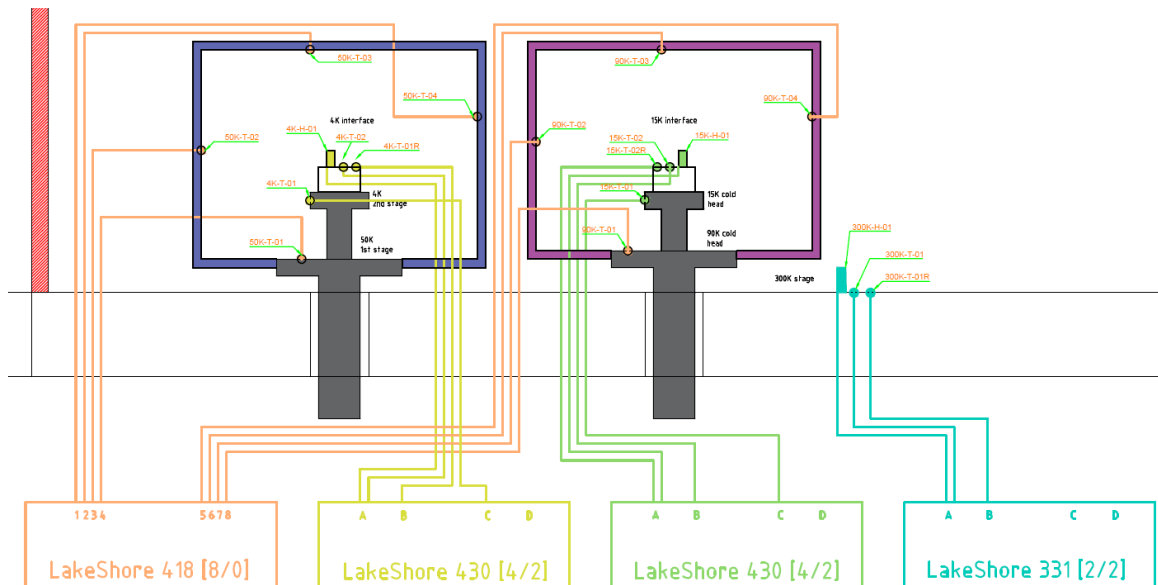 50K-T-03
90K-T-03
50K-T-04
90K-T-04
4K interface
15K interface
4K-H-01
4K-T-02
4K-T-01R
50K-T-02
90K-T-02
15K-T-02
15K-H-01
15K-T-02R
4K-T-01
15K-T-01
4K
2nd stage
15K cold
head
50K-T-01
50K
1st stage
90K-T-01
90K cold
head
300K-H-01
300K-T-01
300K stage
300K-T-01R
1234
5678
A B C D
A B C D
A B C D
LakeShore 418 [8/0]
LakeShore 430 [4/2]
LakeShore 430 [4/2]
LakeShore 331 [2/2]